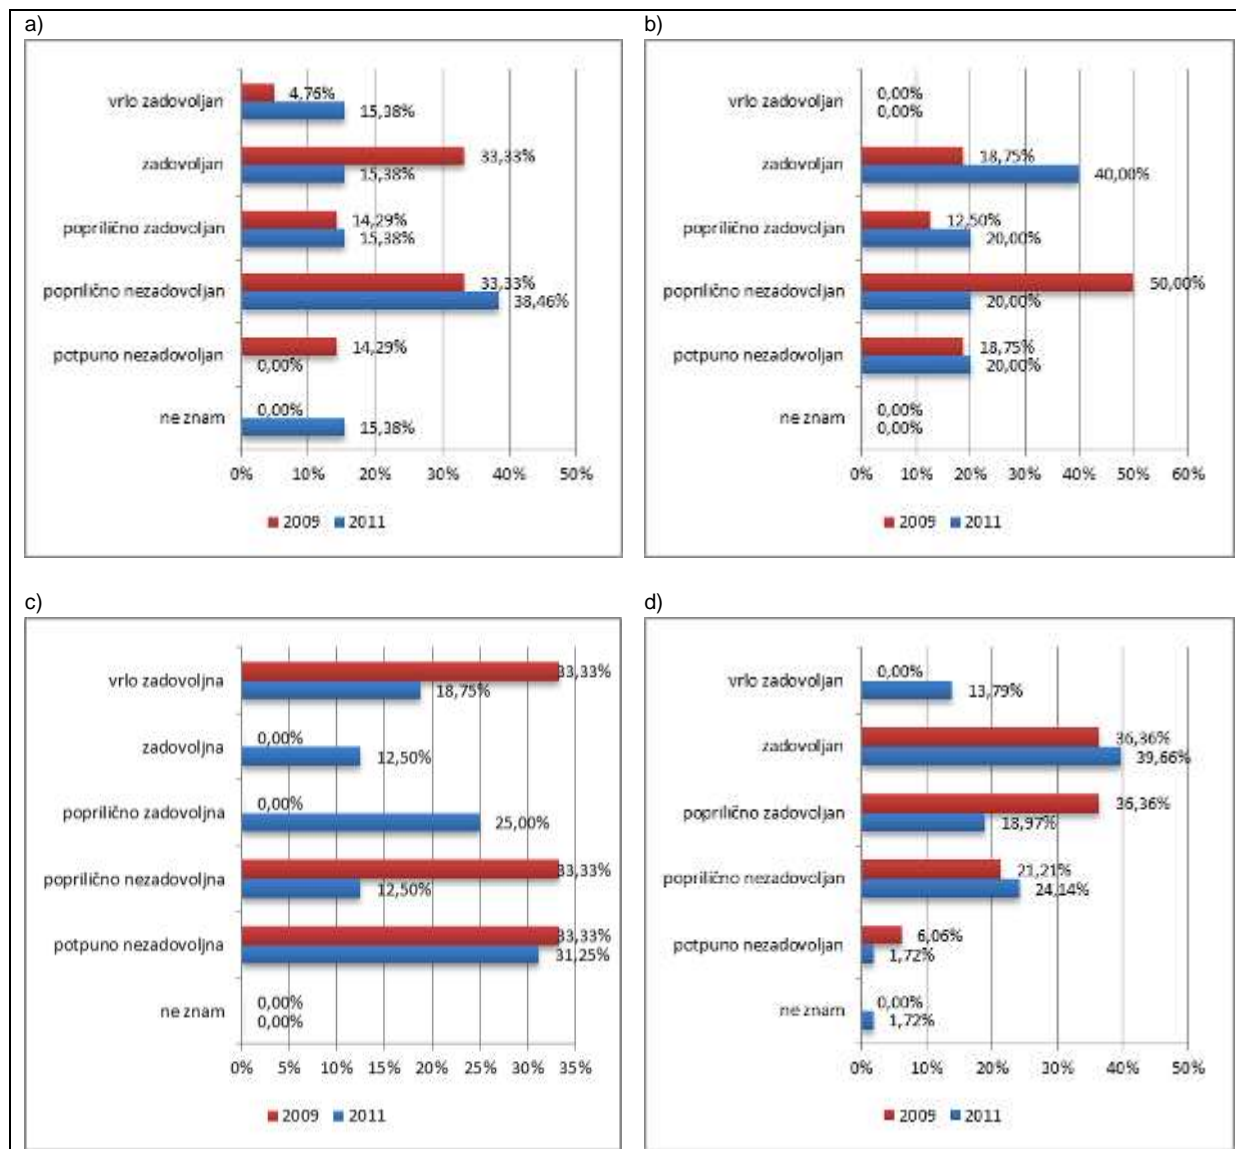 a)
vrlo zadovoljan
4,76%
15,38%
zadovoljan
33,33%
15,38%
poprilično zadovoljan
14,29%
15,38%
poprilično nezadovoljan
33,33%
38,46%
potpuno nezadovoljan
14,29%
0,00%
ne znam
0,00%
15,38%
0% 10% 20% 30% 40% 50%
2009 2011
b)
vrlo zadovoljan
0,00%
0,00%
zadovoljan
18,75%
40,00%
poprilično zadovoljan
12,50%
20,00%
poprilično nezadovoljan
50,00%
20,00%
potpuno nezadovoljan
18,75%
20,00%
ne znam
0,00%
0,00%
0% 10% 20% 30% 40% 50% 60%
2009 2011
c)
vrlo zadovoljna
33,33%
18,75%
zadovoljna
0,00%
12,50%
poprilično zadovoljna
0,00%
25,00%
poprilično nezadovoljna
33,33%
12,50%
potpuno nezadovoljna
33,33%
31,25%
ne znam
0,00%
0,00%
0% 5% 10% 15% 20% 25% 30% 35%
2009 2011
d)
vrlo zadovoljan
0,00%
13,79%
zadovoljan
36,36%
39,66%
poprilično zadovoljan
36,36%
18,97%
poprilično nezadovoljan
21,21%
24,14%
potpuno nezadovoljan
6,06%
1,72%
ne znam
0,00%
1,72%
0% 10% 20% 30% 40% 50%
2009 2011